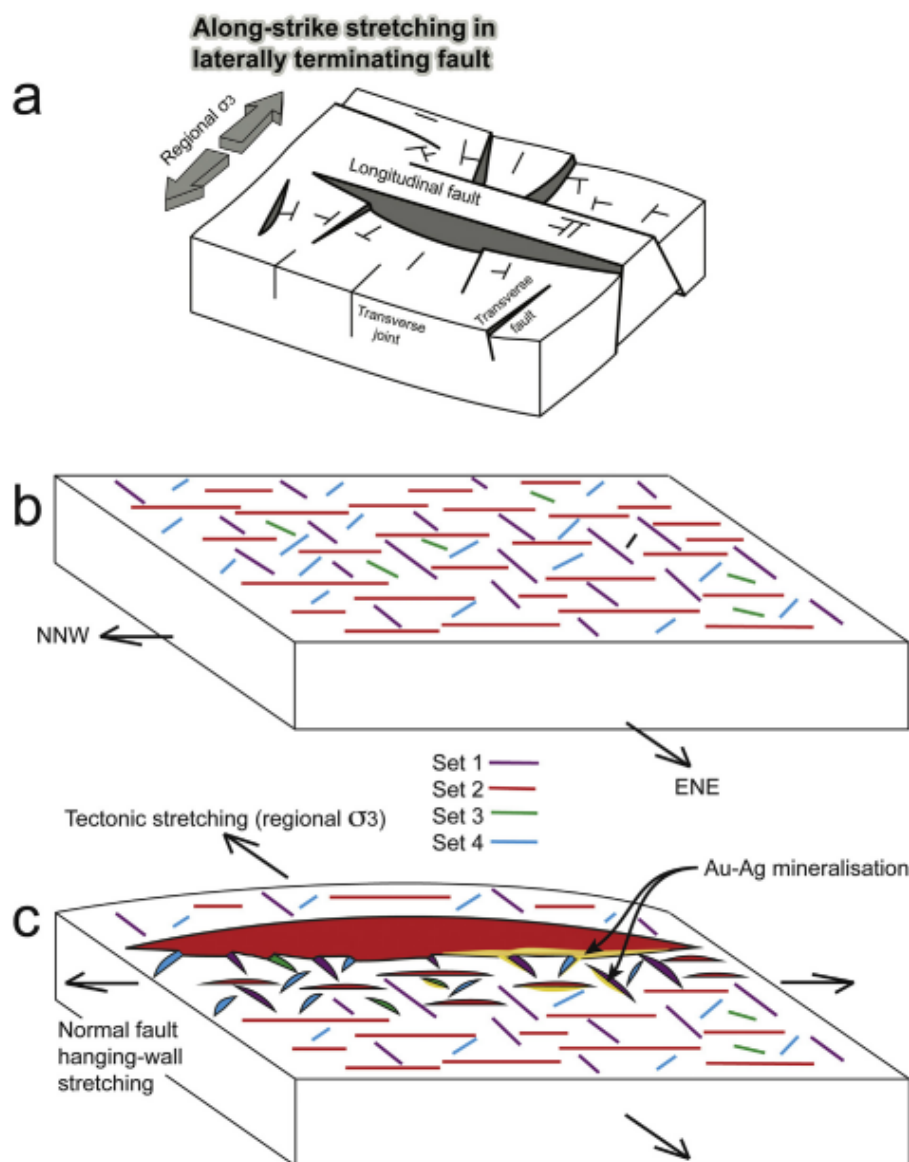 Along-strike stretching in
laterally terminating fault
a
Regional σ3
Longitudinal fault
Transverse
joint
Transverse
fault
b
NNW
ENE
Set 1
Set 2
Set 3
Set 4
Tectonic stretching (regional σ3)
Au-Ag mineralisation
c
Normal fault
hanging-wall
stretching